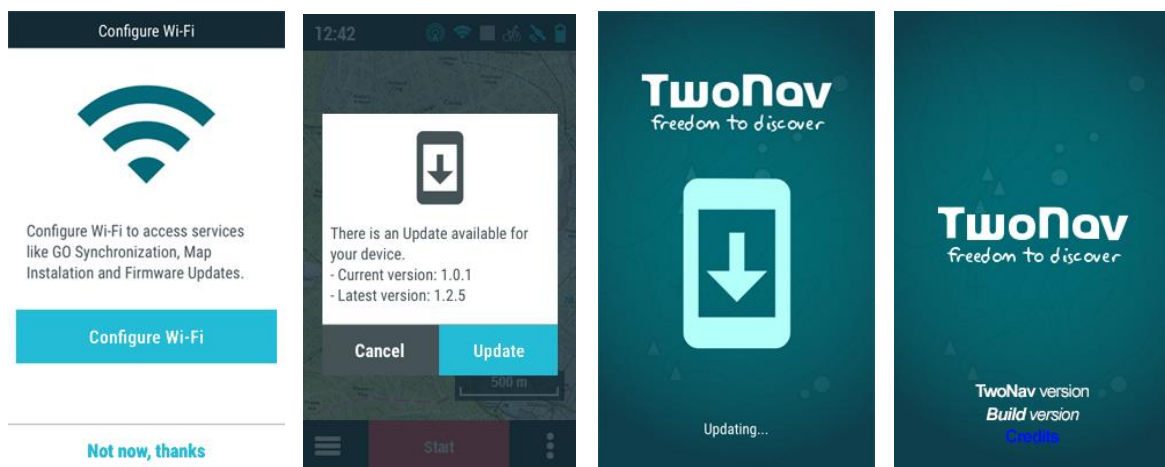 Configure Wi-Fi
Configure Wi-Fi to access services
like GO Synchronization, Map
Instalation and Firmware Updates.
Configure Wi-Fi
Not now, thanks
12:42
There is an Update available for
your device.
- Current version: 1.0.1
- Latest version: 1.2.5
Cancel
Update
500 m
Start
TwoNav
freedom to discover
Updating...
TwoNav
freedom to discover
TwoNav version
Build version
Credits